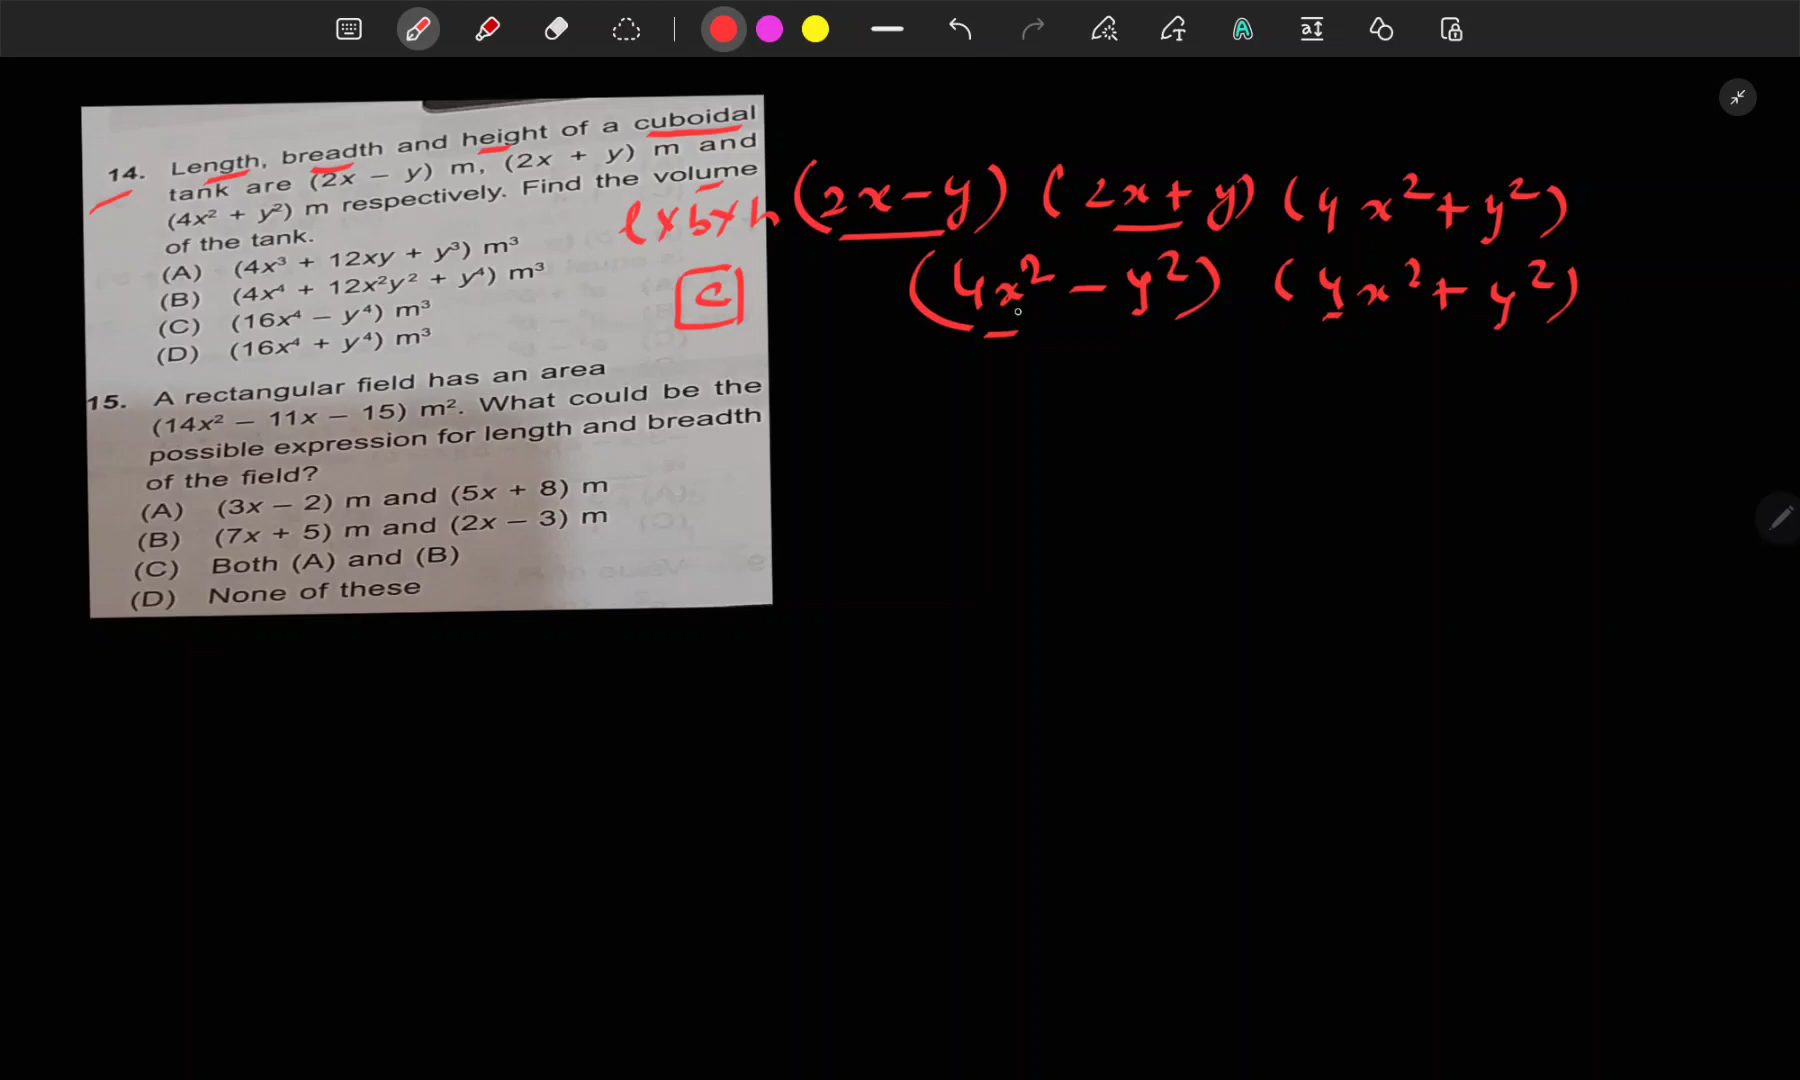 14. Length, breadth and height of a cuboidal
tank are (2x − y) m, (2x + y) m and
(4x² + y²) m respectively. Find the volume
of the tank.
(A) (4x³ + 12xy + y³) m³
(B) (4x⁴ + 12x²y² + y⁴) m³
(C) (16x⁴ − y⁴) m³
(D) (16x⁴ + y⁴) m³
15. A rectangular field has an area
(14x² − 11x − 15) m². What could be the
possible expression for length and breadth
of the field?
(A) (3x − 2) m and (5x + 8) m
(B) (7x + 5) m and (2x − 3) m
(C) Both (A) and (B)
(D) None of these
l×b×h (2x−y) (2x+y) (4x²+y²)
(4x²−y²) (4x²+y²)
C